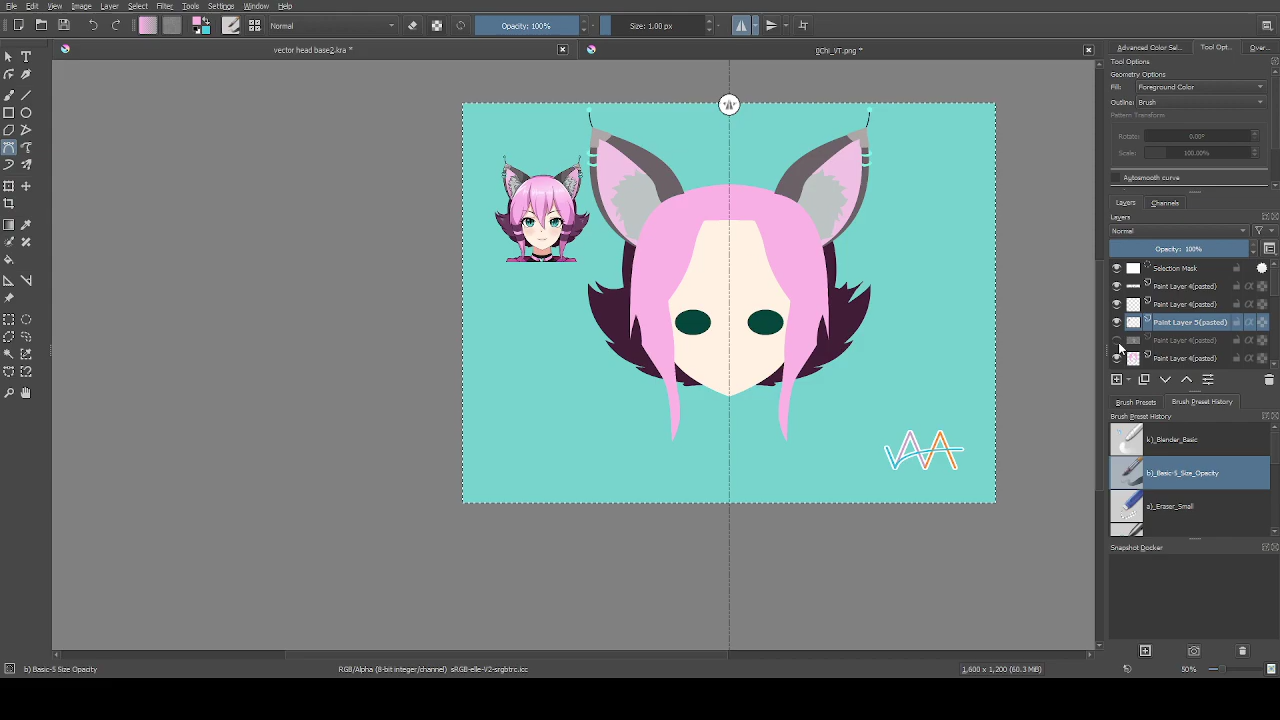 File Edit View Image Layer Select Filter Tools Settings Window Help
Normal
Opacity: 100%
Size: 1.00 px
vector head base2.kra *
0Chi_VT.png *
Advanced Color Sel...
Tool Opt...
Over...
Tool Options
Geometry Options
Fill: Foreground Color
Outline: Brush
Pattern Transform
Rotate: 0.00°
Scale: 100.00%
Autosmooth curve
Layers
Channels
Layers
Normal
Opacity: 100%
Selection Mask
Paint Layer 4(pasted)
Paint Layer 4(pasted)
Paint Layer 5(pasted)
Paint Layer 4(pasted)
Paint Layer 4(pasted)
Brush Presets
Brush Preset History
Brush Preset History
k)_Blender_Basic
b)_Basic-5_Size_Opacity
a)_Eraser_Small
Snapshot Docker
b) Basic-5 Size Opacity
RGB/Alpha (8-bit integer/channel) sRGB-elle-V2-srgbtrc.icc
1,600 x 1,200 (60.3 MiB)
50%